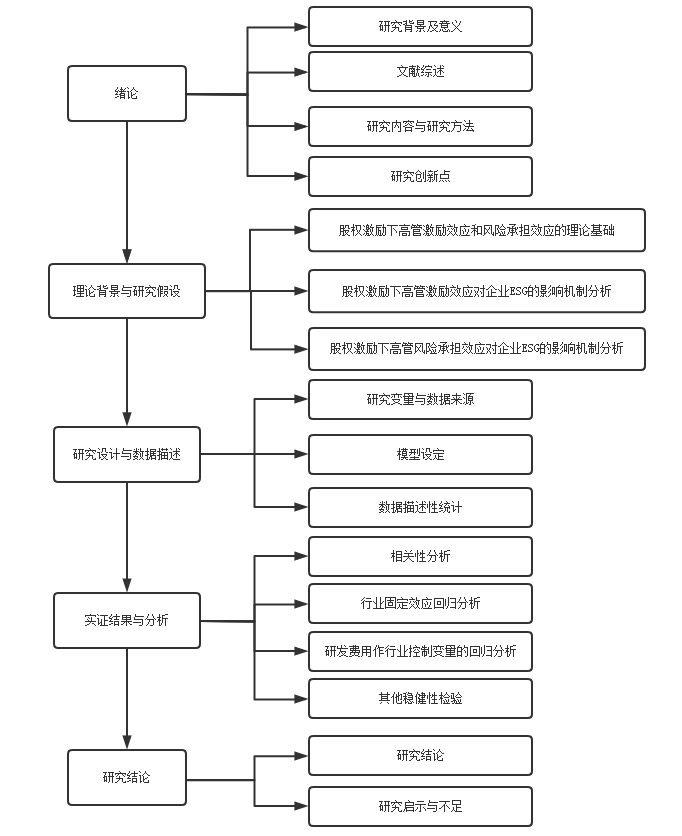 绪论
研究背景及意义
文献综述
研究内容与研究方法
研究创新点
理论背景与研究假设
股权激励下高管激励效应和风险承担效应的理论基础
股权激励下高管激励效应对企业ESG的影响机制分析
股权激励下高管风险承担效应对企业ESG的影响机制分析
研究设计与数据描述
研究变量与数据来源
模型设定
数据描述性统计
实证结果与分析
相关性分析
行业固定效应回归分析
研发费用作行业控制变量的回归分析
其他稳健性检验
研究结论
研究结论
研究启示与不足